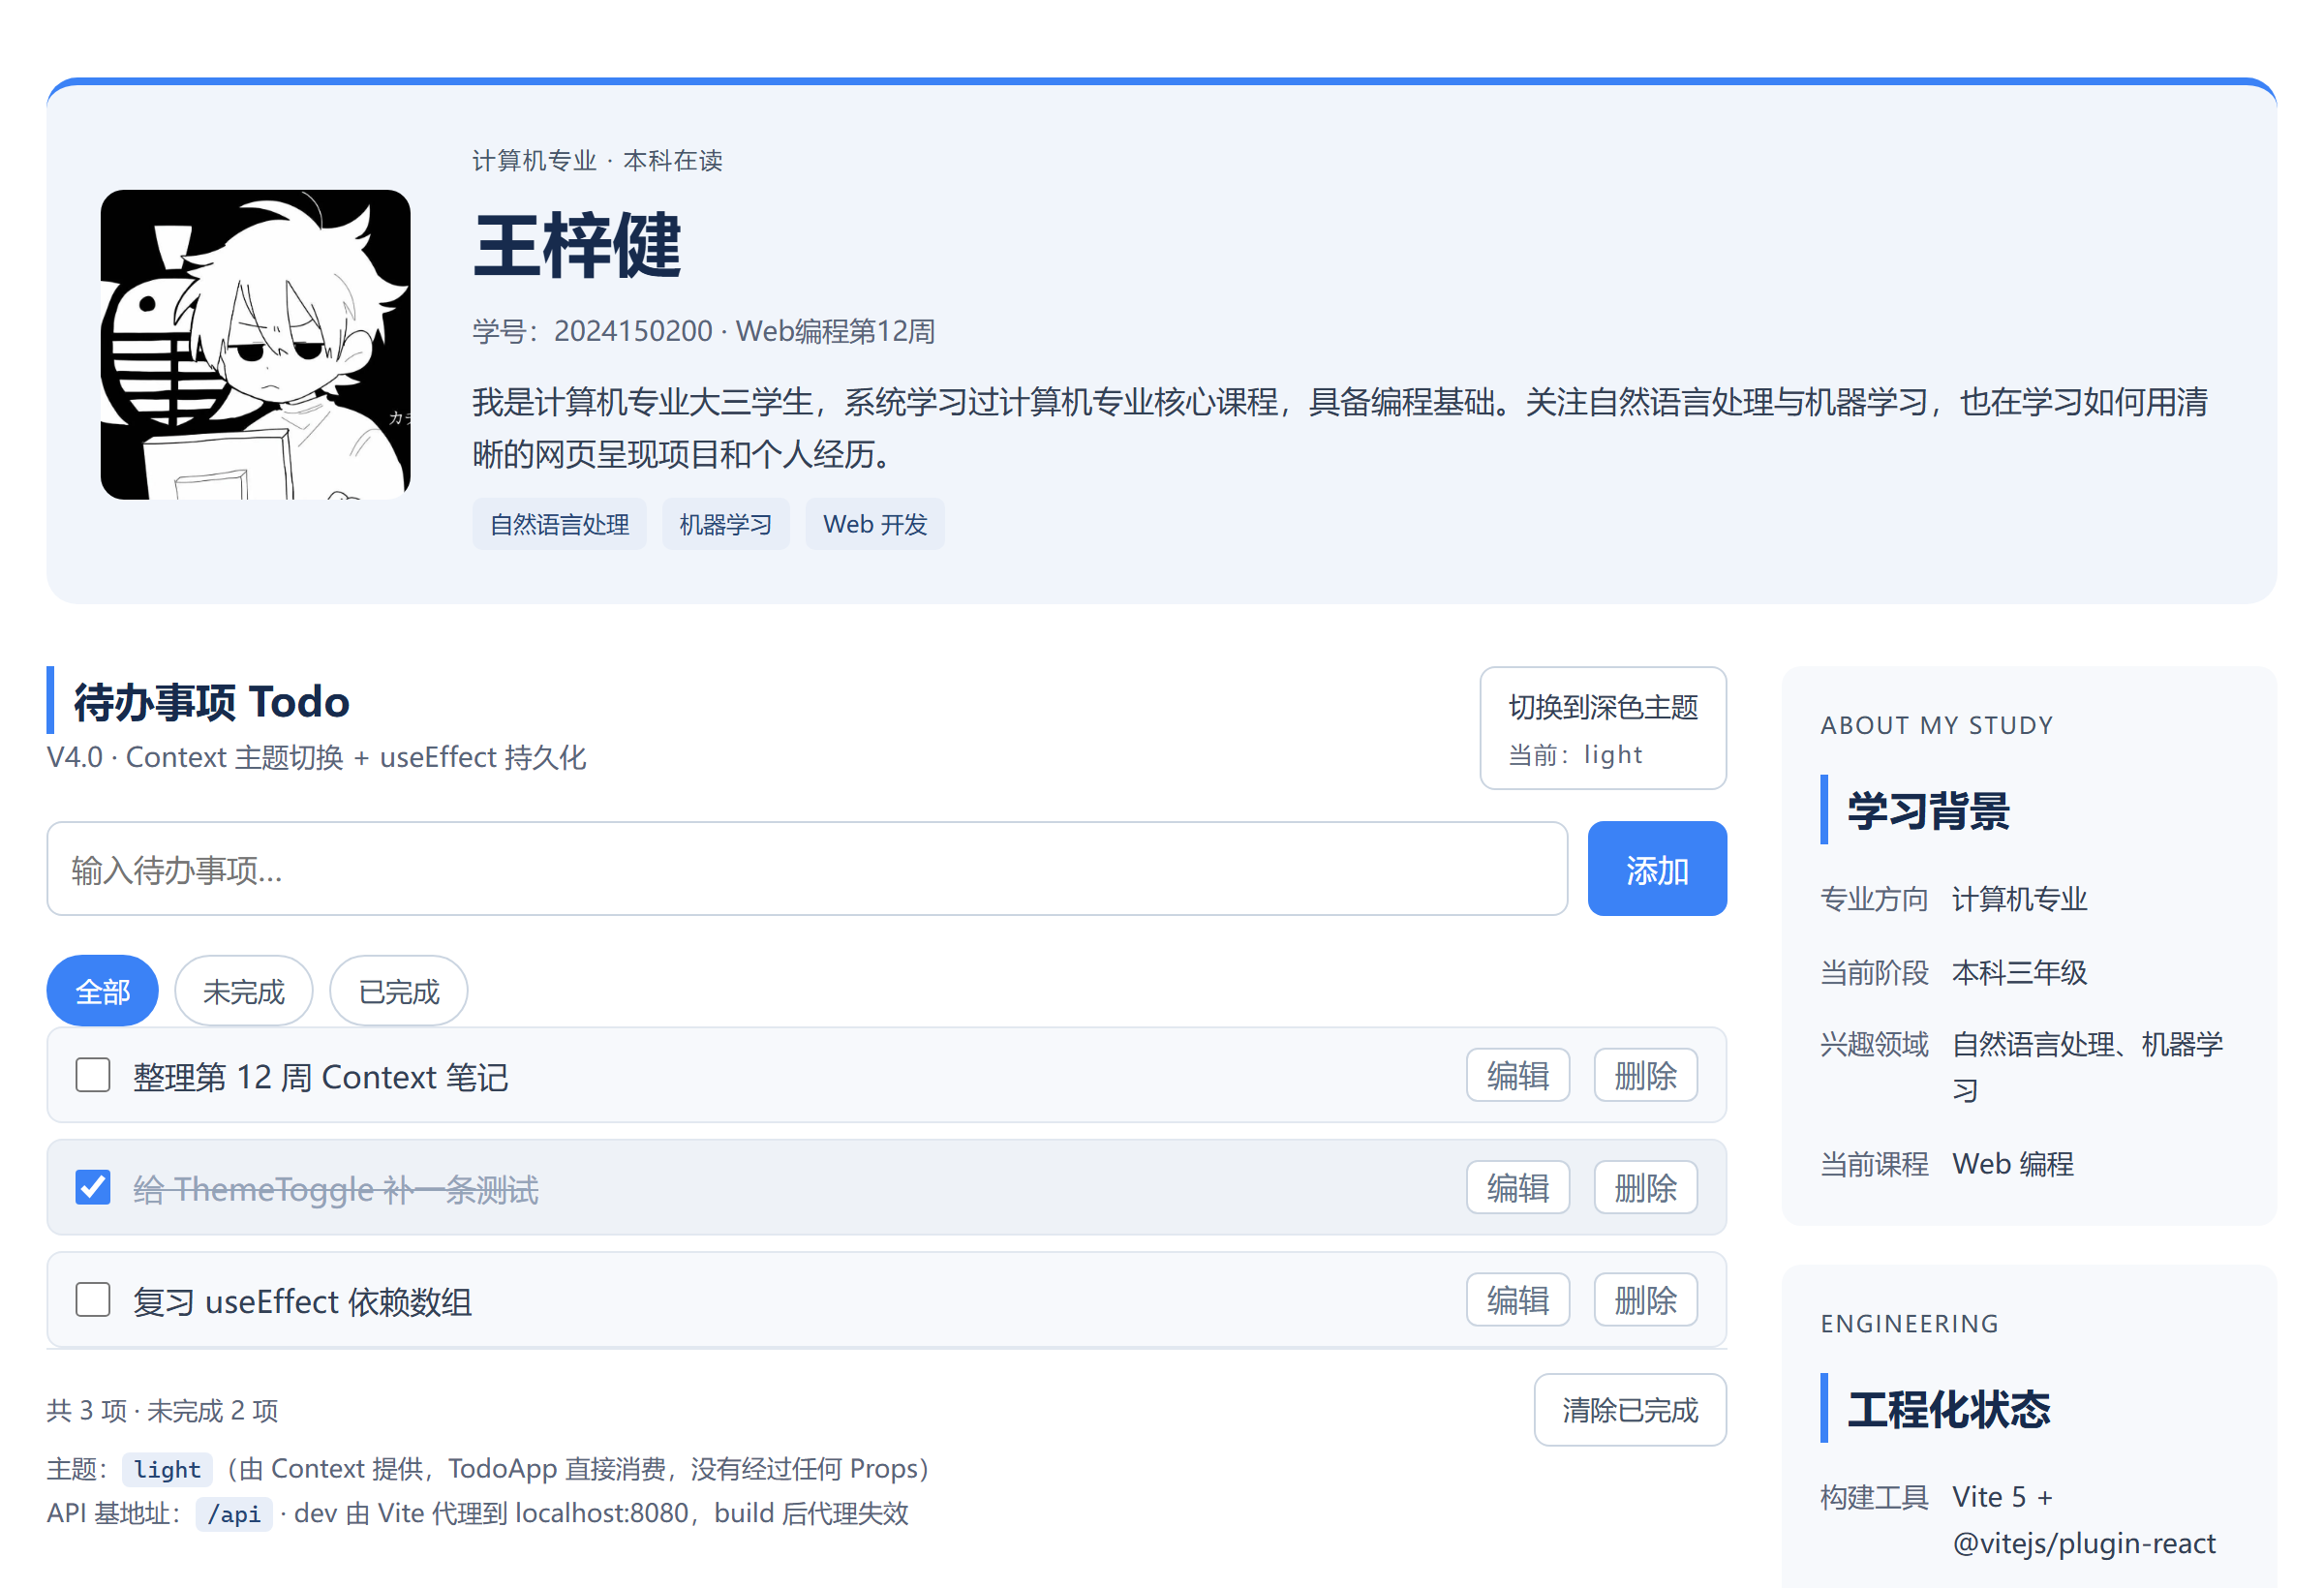 计算机专业 · 本科在读
王梓健
学号：2024150200 · Web编程第12周
我是计算机专业大三学生，系统学习过计算机专业核心课程，具备编程基础。关注自然语言处理与机器学习，也在学习如何用清
晰的网页呈现项目和个人经历。
自然语言处理 机器学习 Web 开发
待办事项 Todo
V4.0 · Context 主题切换 + useEffect 持久化
切换到深色主题
当前：light
输入待办事项...
添加
全部 未完成 已完成
整理第 12 周 Context 笔记 编辑 删除
给 ThemeToggle 补一条测试 编辑 删除
复习 useEffect 依赖数组 编辑 删除
共 3 项 · 未完成 2 项
清除已完成
主题：light（由 Context 提供，TodoApp 直接消费，没有经过任何 Props）
API 基地址：/api · dev 由 Vite 代理到 localhost:8080，build 后代理失效
ABOUT MY STUDY
学习背景
专业方向 计算机专业
当前阶段 本科三年级
兴趣领域 自然语言处理、机器学
习
当前课程 Web 编程
ENGINEERING
工程化状态
构建工具 Vite 5 +
@vitejs/plugin-react